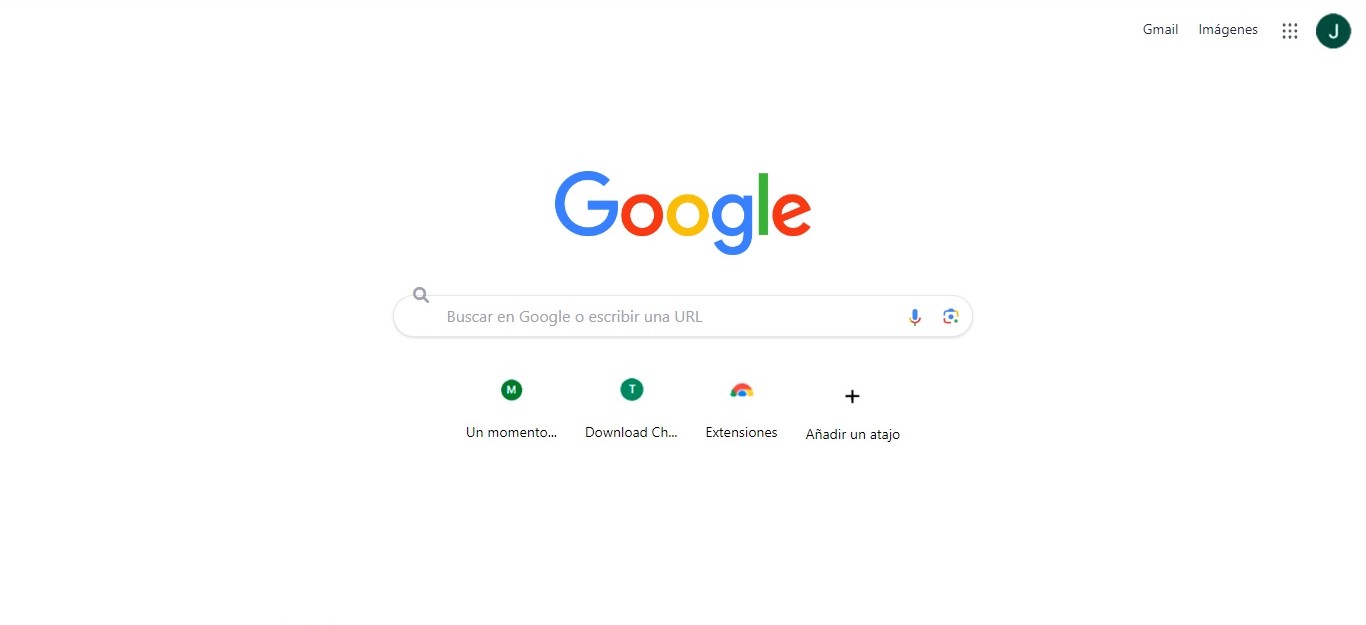 Gmail Imágenes J
Google
Buscar en Google o escribir una URL
M T
Un momento... Download Ch... Extensiones Añadir un atajo